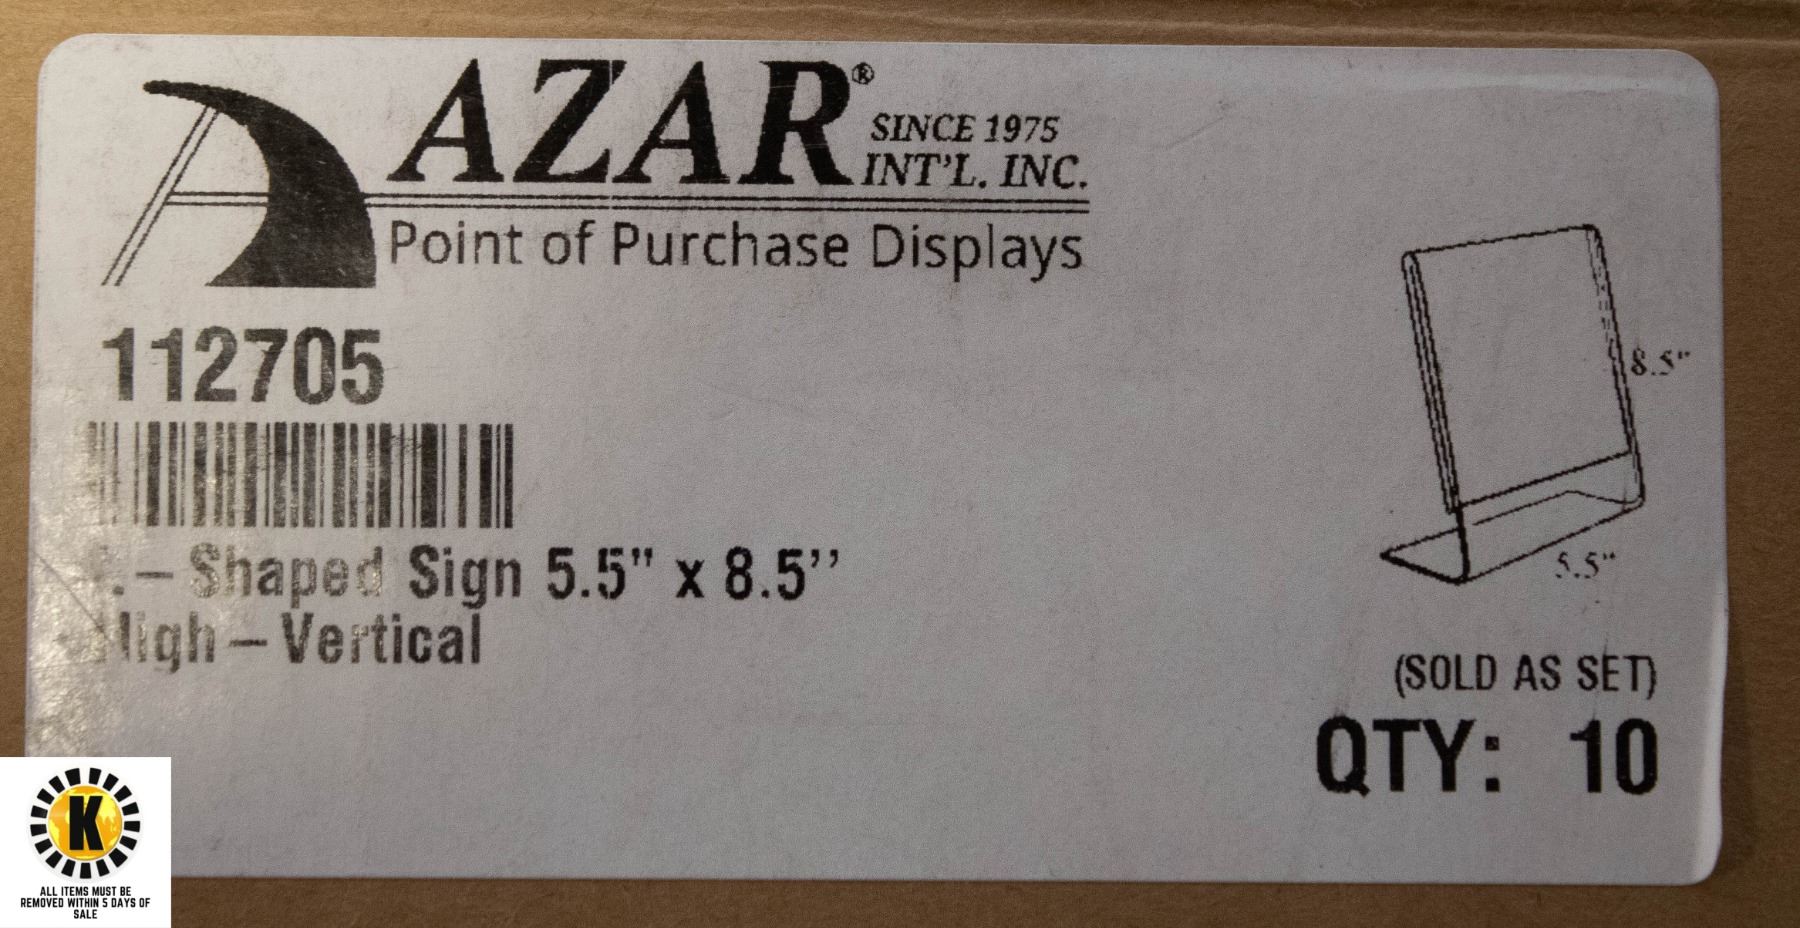 AZAR®
SINCE 1975
INT'L. INC.
Point of Purchase Displays
112705
8.5"
Shaped Sign 5.5" x 8.5’’
High – Vertical
5.5"
(SOLD AS SET)
QTY: 10
K
ALL ITEMS MUST BE
REMOVED WITHIN 5 DAYS OF
SALE